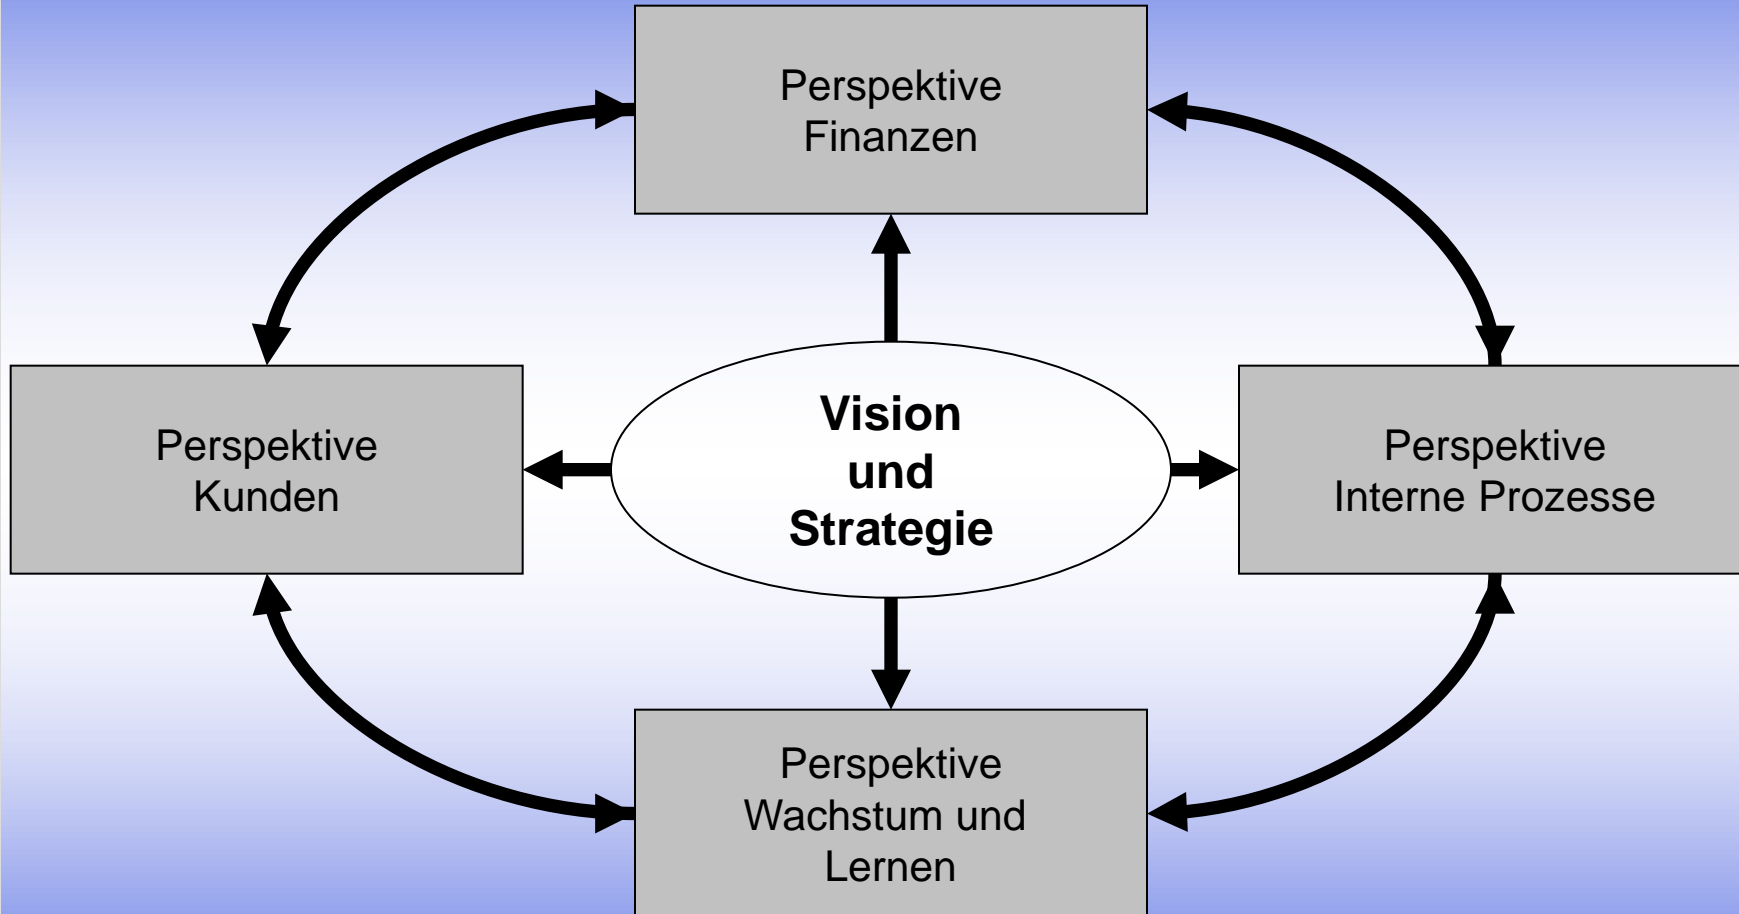 Perspektive
Finanzen
Vision
und
Strategie
Perspektive
Kunden
Perspektive
Interne Prozesse
Perspektive
Wachstum und
Lernen